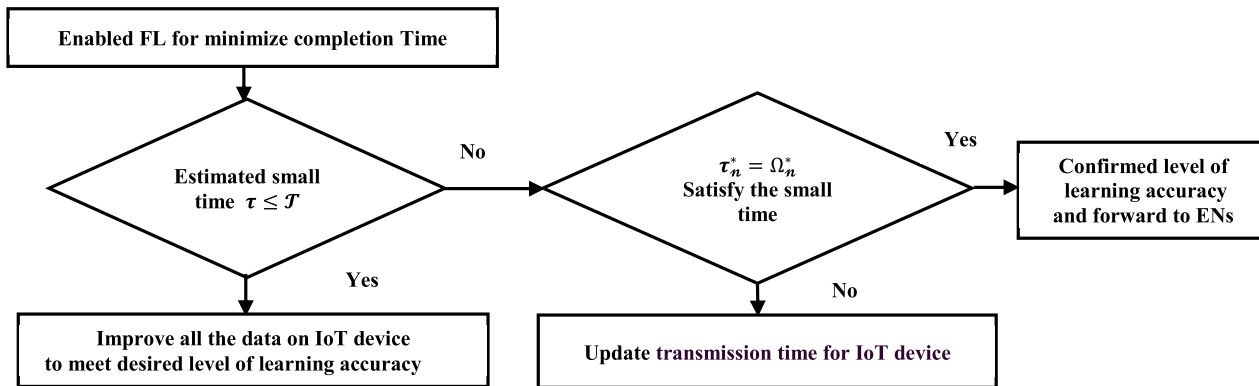 Enabled FL for minimize completion Time
Estimated small
time τ ≤ 𝒯
No
τ*ₙ = Ω*ₙ
Satisfy the small
time
Yes
Confirmed level of
learning accuracy
and forward to ENs
Yes
Improve all the data on IoT device
to meet desired level of learning accuracy
No
Update transmission time for IoT device